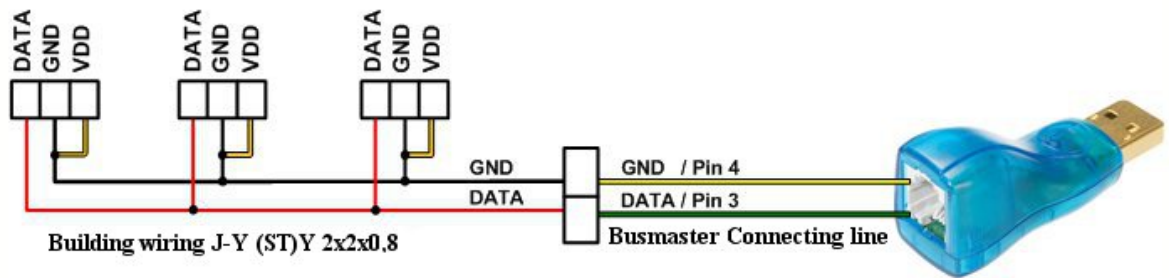 DATA GND VDD
DATA GND VDD
DATA GND VDD
GND
GND / Pin 4
DATA
DATA / Pin 3
Building wiring J-Y (ST)Y 2x2x0,8
Busmaster Connecting line